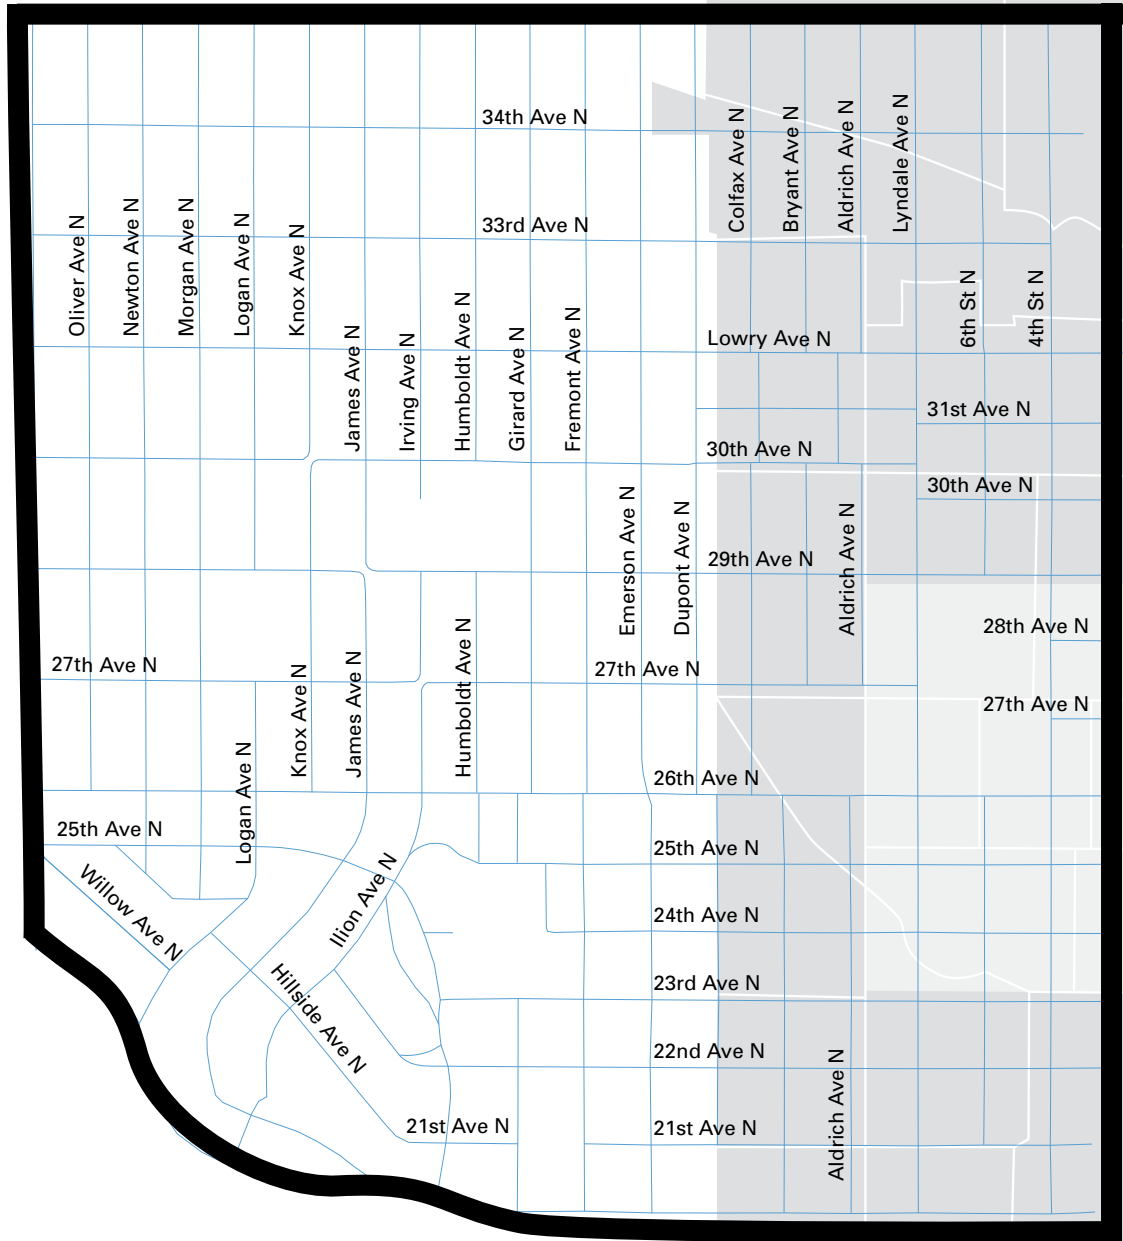 34th Ave N
Colfax Ave N
Bryant Ave N
Aldrich Ave N
Lyndale Ave N
33rd Ave N
Oliver Ave N
Newton Ave N
Morgan Ave N
Logan Ave N
Knox Ave N
6th St N
4th St N
Lowry Ave N
James Ave N
Irving Ave N
Humboldt Ave N
Girard Ave N
Fremont Ave N
31st Ave N
30th Ave N
30th Ave N
Emerson Ave N
Dupont Ave N
29th Ave N
Aldrich Ave N
28th Ave N
27th Ave N
27th Ave N
27th Ave N
Knox Ave N
James Ave N
Humboldt Ave N
Logan Ave N
26th Ave N
25th Ave N
25th Ave N
Willow Ave N
Ilion Ave N
24th Ave N
23rd Ave N
Hillside Ave N
22nd Ave N
21st Ave N
21st Ave N
Aldrich Ave N